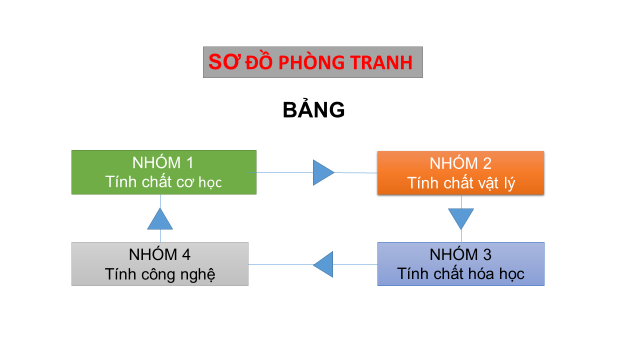 SƠ ĐỒ PHÒNG TRANH
BẢNG
NHÓM 1
Tính chất cơ học
NHÓM 2
Tính chất vật lý
NHÓM 4
Tính công nghệ
NHÓM 3
Tính chất hóa học